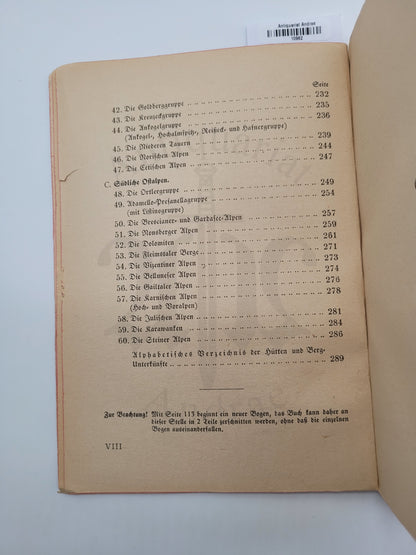 Antiquariat Andree
10982
Seite
42. Die Goldberggruppe 232
43. Die Kreuzeckgruppe 235
44. Die Ankogelgruppe 236
(Ankogel-, Hochalmspitz-, Reißeck- und Hafnergruppe)
45. Die Niederen Tauern 239
46. Die Norischen Alpen 244
47. Die Cetischen Alpen 247
C. Südliche Ostalpen.
48. Die Ortlergruppe 249
49. Adamello-Presanellagruppe 254
(mit Listinogruppe)
50. Die Brescianer- und Gardasee-Alpen 257
51. Die Nonsberger Alpen 259
52. Die Dolomiten 261
53. Die Fleimstaler Berge 271
54. Die Vizentiner Alpen 273
55. Die Belluneser Alpen 275
56. Die Gailtaler Alpen 276
57. Die Karnischen Alpen 278
(Hoch- und Voralpen)
58. Die Julischen Alpen 281
59. Die Karawanken 284
60. Die Steiner Alpen 286
Alphabetisches Verzeichnis der Hütten und Berg-
Unterkünfte 289
Zur Beachtung! Mit Seite 113 beginnt ein neuer Bogen, das Buch kann daher an
dieser Stelle in 2 Teile zerschnitten werden, ohne daß die einzelnen
Bogen auseinanderfallen.
VIII